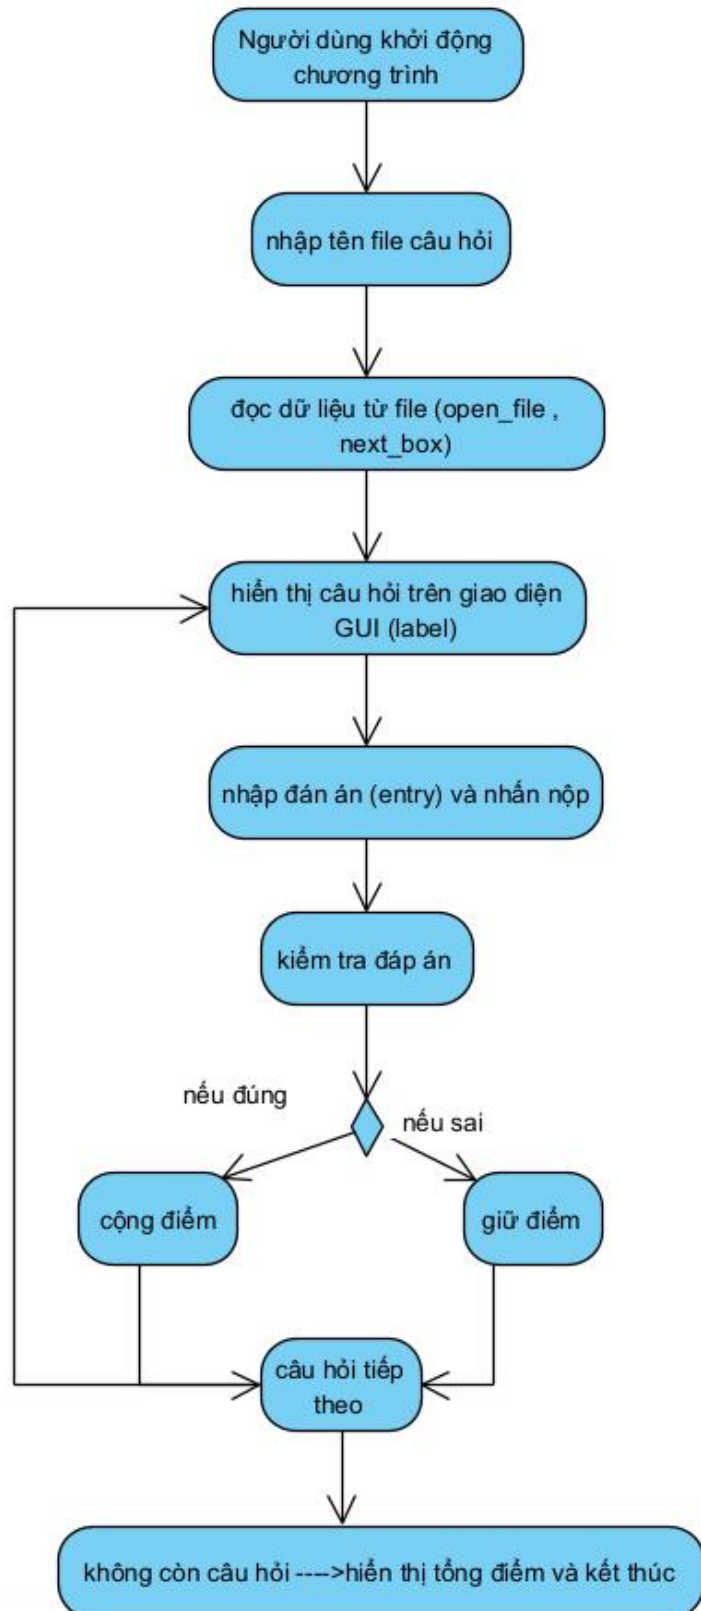 Người dùng khởi động
chương trình
nhập tên file câu hỏi
đọc dữ liệu từ file (open_file ,
next_box)
hiển thị câu hỏi trên giao diện
GUI (label)
nhập đán án (entry) và nhấn nộp
kiểm tra đáp án
nếu đúng
nếu sai
cộng điểm
giữ điểm
câu hỏi tiếp
theo
không còn câu hỏi ---->hiển thị tổng điểm và kết thúc